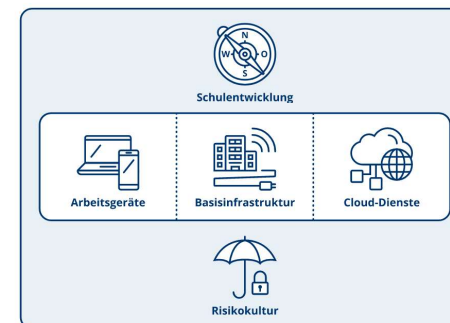 N
W O
S
Schulentwicklung
Arbeitsgeräte Basisinfrastruktur Cloud-Dienste
Risikokultur